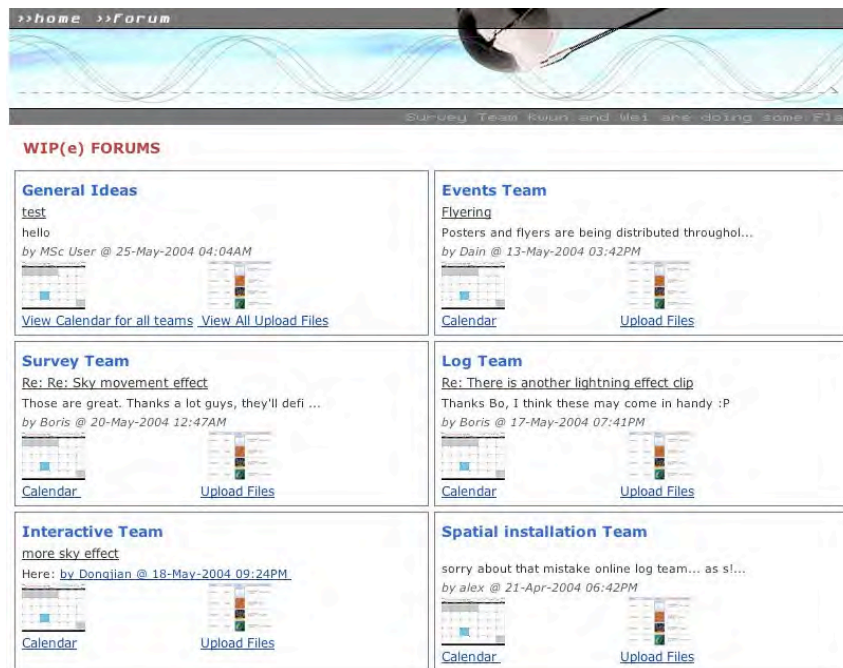 >>home >>Forum
Survey Team Kwun and Wei are doing some Fla
WIP(e) FORUMS
General Ideas
test
hello
by MSc User @ 25-May-2004 04:04AM
View Calendar for all teams View All Upload Files
Events Team
Flyering
Posters and flyers are being distributed througho​l...
by Dain @ 13-May-2004 03:42PM
Calendar Upload Files
Survey Team
Re: Re: Sky movement effect
Those are great. Thanks a lot guys, they'll defi ...
by Boris @ 20-May-2004 12:47AM
Calendar Upload Files
Log Team
Re: There is another lightning effect clip
Thanks Bo, I think these may come in handy :P
by Boris @ 17-May-2004 07:41PM
Calendar Upload Files
Interactive Team
more sky effect
Here: by Dongjian @ 18-May-2004 09:24PM
Calendar Upload Files
Spatial installation Team
sorry about that mistake online log team... as s!...
by alex @ 21-Apr-2004 06:42PM
Calendar Upload Files